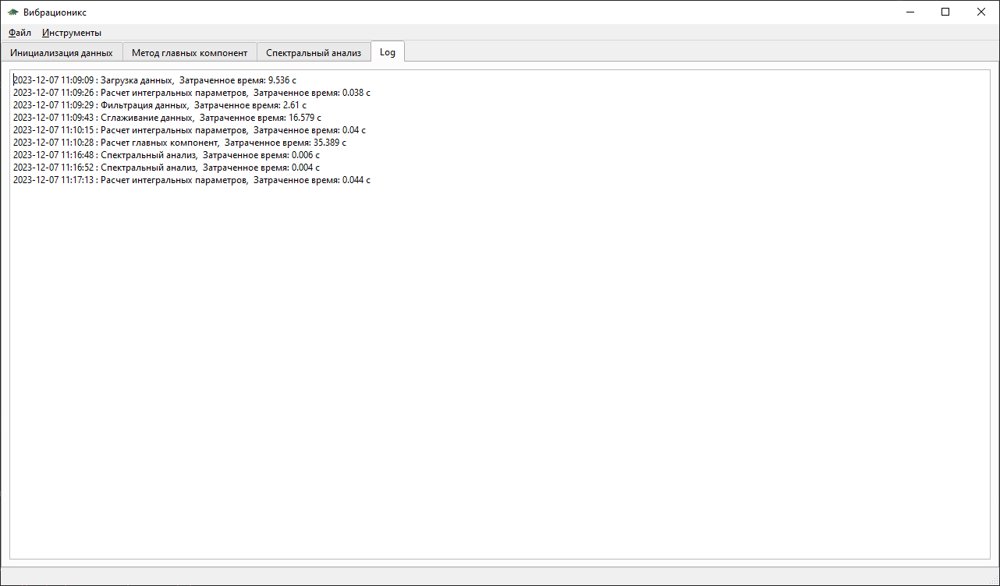 Вибрационикс
Файл Инструменты
Инициализация данных Метод главных компонент Спектральный анализ Log
2023-12-07 11:09:09 : Загрузка данных,  Затраченное время: 9.536 с
2023-12-07 11:09:26 : Расчет интегральных параметров,  Затраченное время: 0.038 с
2023-12-07 11:09:29 : Фильтрация данных,  Затраченное время: 2.61 с
2023-12-07 11:09:43 : Сглаживание данных,  Затраченное время: 16.579 с
2023-12-07 11:10:15 : Расчет интегральных параметров,  Затраченное время: 0.04 с
2023-12-07 11:10:28 : Расчет главных компонент,  Затраченное время: 35.389 с
2023-12-07 11:16:48 : Спектральный анализ,  Затраченное время: 0.006 с
2023-12-07 11:16:52 : Спектральный анализ,  Затраченное время: 0.004 с
2023-12-07 11:17:13 : Расчет интегральных параметров,  Затраченное время: 0.044 с